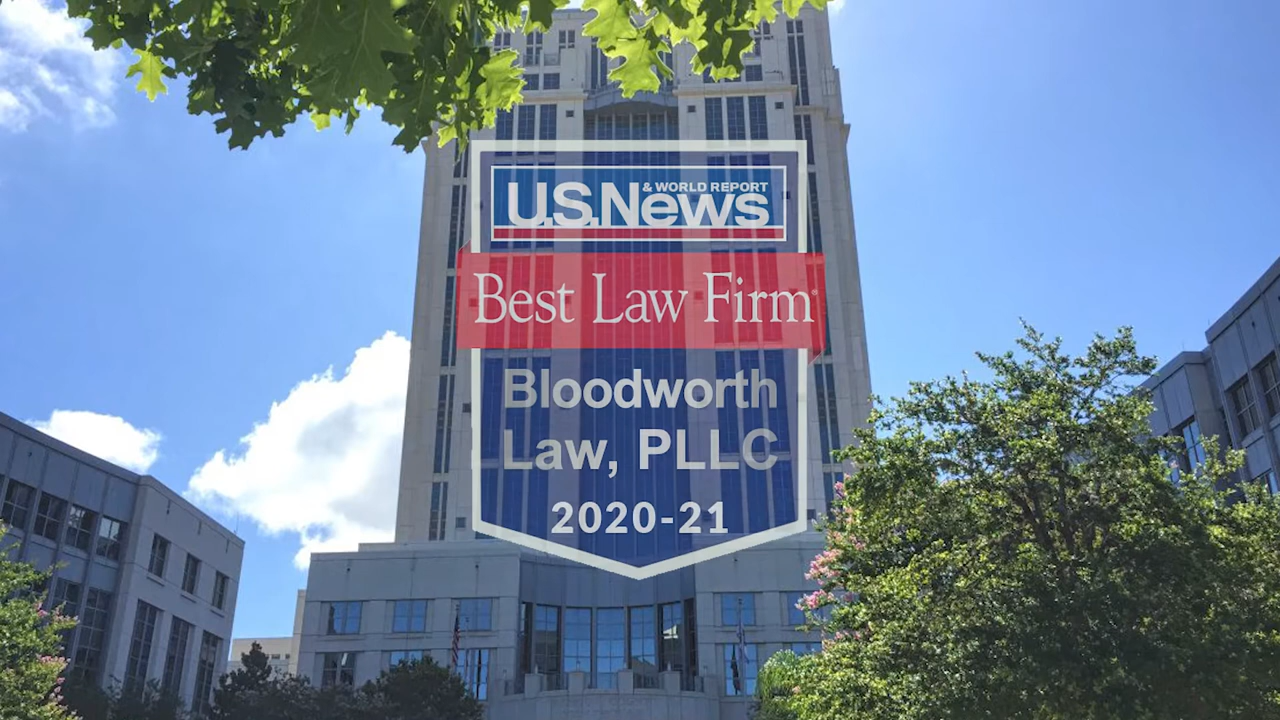 U.S.News & WORLD REPORT
Best Law Firm®
Bloodworth
Law, PLLC
2020-21